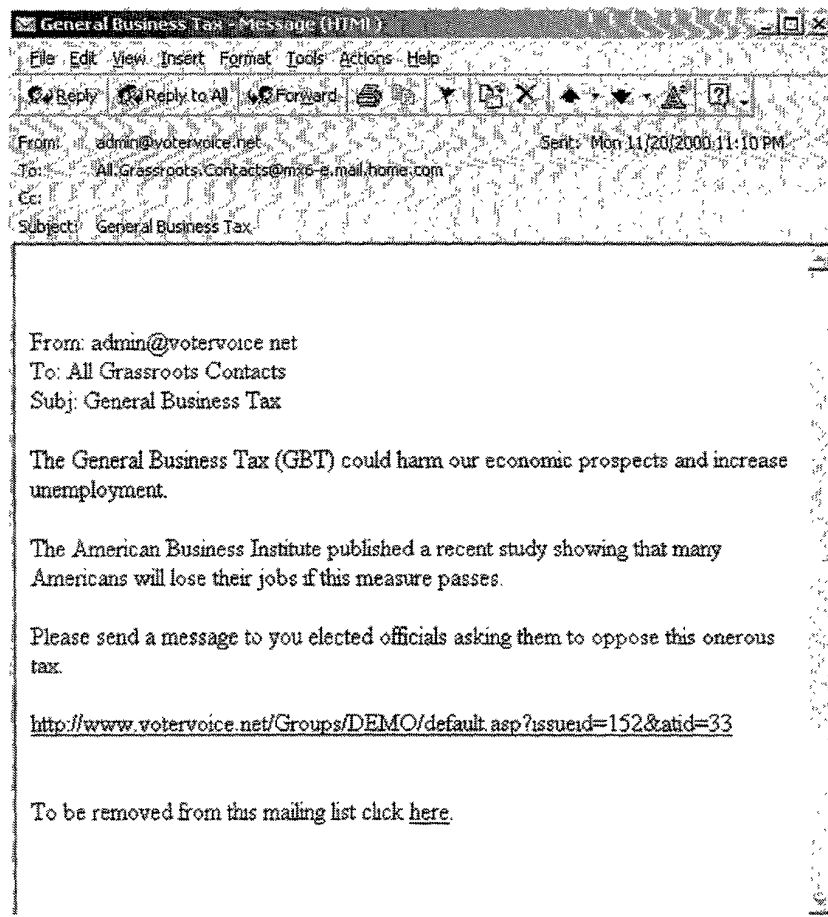 General Business Tax - Message (HTML)
File Edit View Insert Format Tools Actions Help
Reply Reply to All Forward
From: admin@votervoice.net Sent: Mon 11/20/2000 11:10 PM
To: All.Grassroots.Contacts@mx6-e.mail.home.com
Cc:
Subject: General Business Tax
From: admin@votervoice net
To: All Grassroots Contacts
Subj: General Business Tax
The General Business Tax (GBT) could harm our economic prospects and increase
unemployment.
The American Business Institute published a recent study showing that many
Americans will lose their jobs if this measure passes.
Please send a message to you elected officials asking them to oppose this onerous
tax.
http://www.votervoice.net/Groups/DEMO/default.asp?issueid=152&atid=33
To be removed from this mailing list click here.